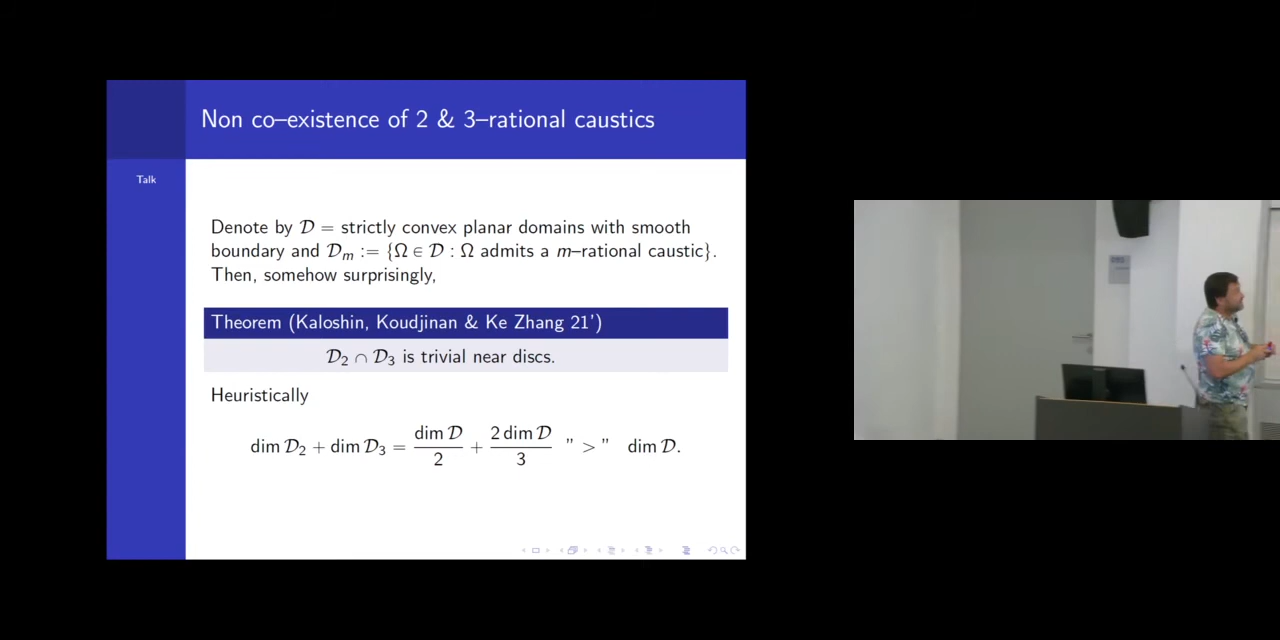 Non co–existence of 2 & 3–rational caustics
Talk
Denote by 𝒟 = strictly convex planar domains with smooth
boundary and 𝒟ₘ := {Ω ∈ 𝒟 : Ω admits a m–rational caustic}.
Then, somehow surprisingly,
Theorem (Kaloshin, Koudjinan & Ke Zhang 21')
𝒟₂ ∩ 𝒟₃ is trivial near discs.
Heuristically
dim 𝒟₂ + dim 𝒟₃ = dim 𝒟 / 2 + 2 dim 𝒟 / 3 " > " dim 𝒟.